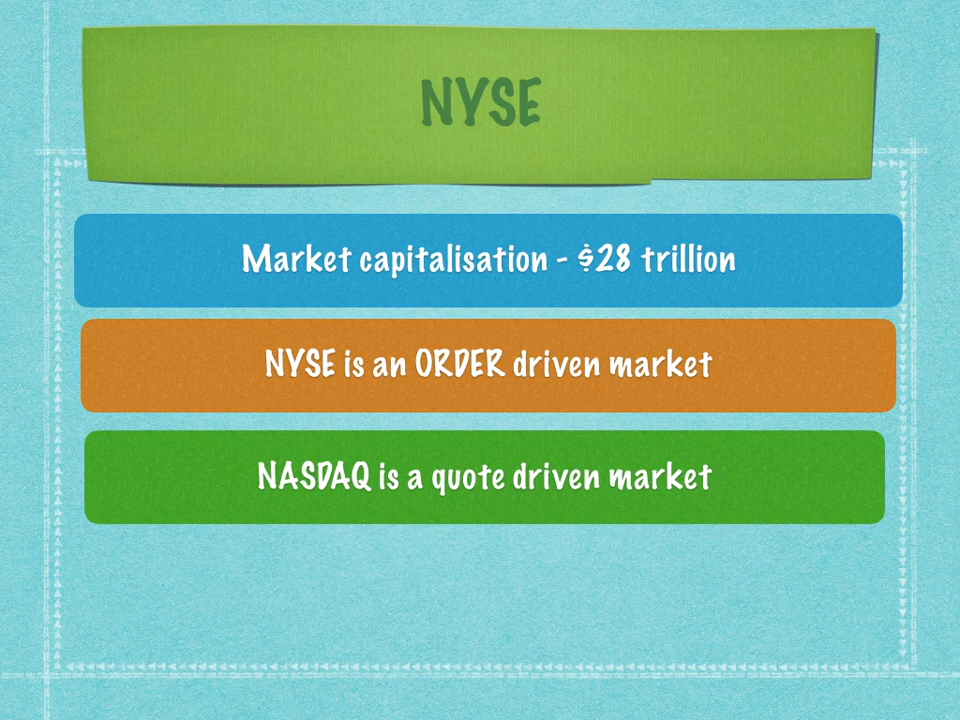 NYSE
Market capitalisation - $28 trillion
NYSE is an ORDER driven market
NASDAQ is a quote driven market